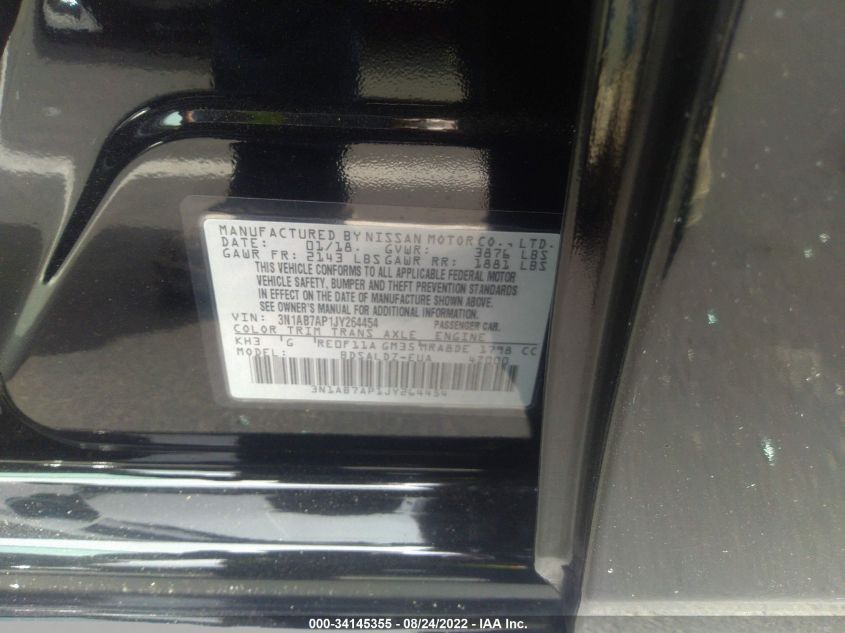 MANUFACTURED BY NISSAN MOTOR CO., LTD.
DATE: 01/18. GVWR: 3876 LBS
GAWR FR: 2143 LBS GAWR RR: 1881 LBS
THIS VEHICLE CONFORMS TO ALL APPLICABLE FEDERAL MOTOR
VEHICLE SAFETY, BUMPER AND THEFT PREVENTION STANDARDS
IN EFFECT ON THE DATE OF MANUFACTURE SHOWN ABOVE.
SEE OWNER'S MANUAL FOR ADDITIONAL INFORMATION.
VIN: 3N1AB7AP1JY264454 PASSENGER CAR.
COLOR TRIM TRANS AXLE ENGINE
KH3 G RE0F11A GM35 MRA8DE 1798 CC
MODEL: BDSALDZ-EUA 42000
3N1AB7AP1JY264454
000-34145355 - 08/24/2022 - IAA Inc.